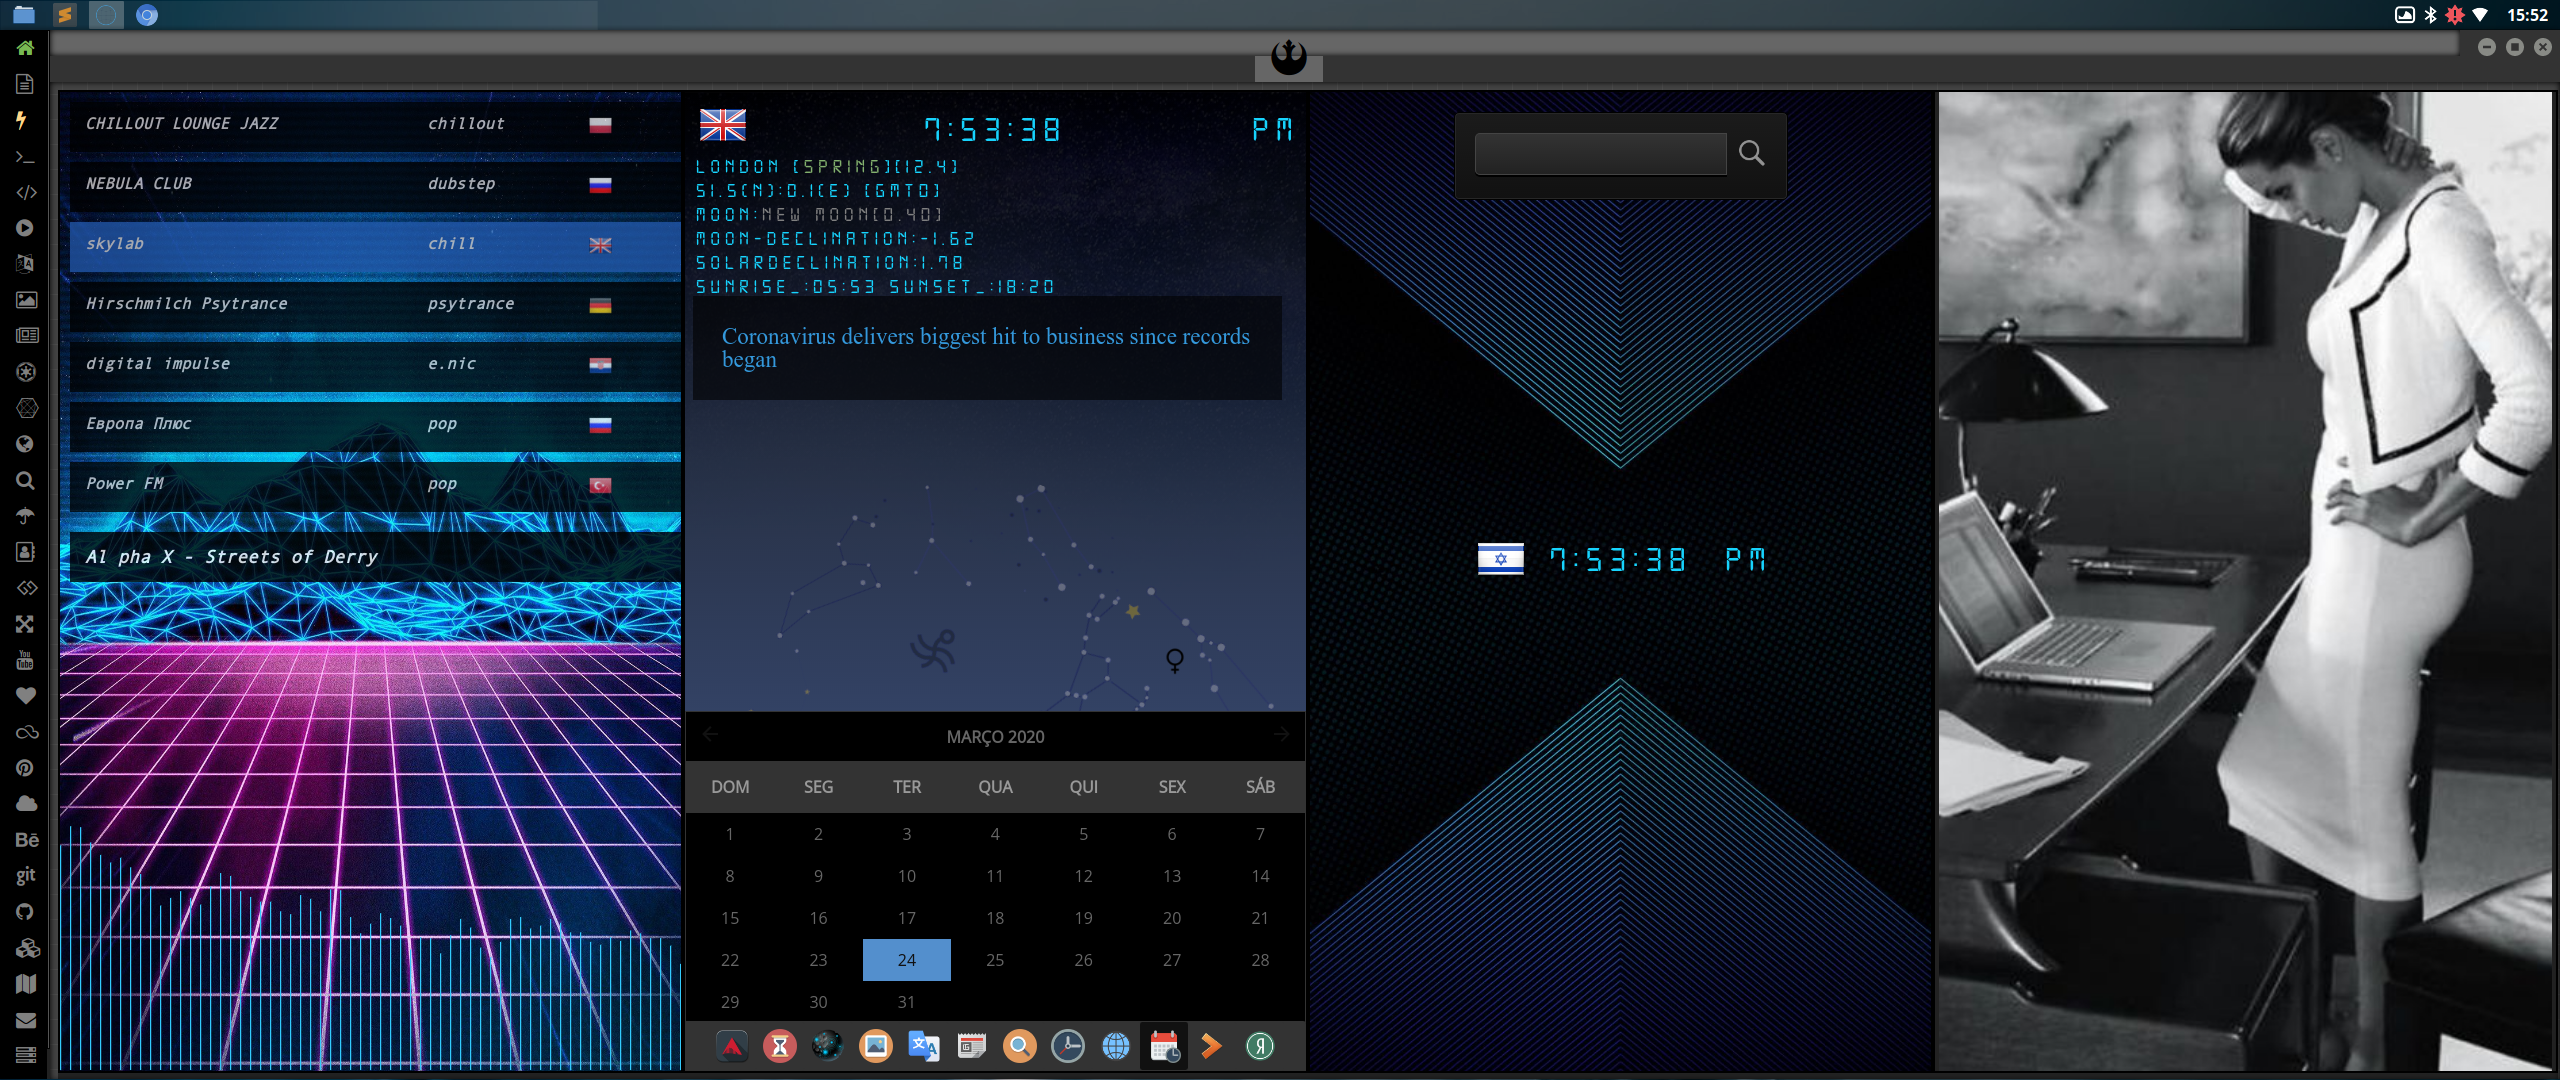 15:52
CHILLOUT LOUNGE JAZZ chillout
NEBULA CLUB dubstep
skylab chill
Hirschmilch Psytrance psytrance
digital impulse e.nic
Европа Плюс pop
Power FM pop
Al pha X - Streets of Derry
7:53:38 PM
LONDON [SPRING][12.4]
51.5(N):0.1(E) [GMT0]
MOON:NEW MOON[0.40]
MOON-DECLINATION:-1.62
SOLARDECLINATION:1.78
SUNRISE_:05:53 SUNSET_:18:20
Coronavirus delivers biggest hit to business since records
began
MARÇO 2020
DOM SEG TER QUA QUI SEX SÁB
1 2 3 4 5 6 7
8 9 10 11 12 13 14
15 16 17 18 19 20 21
22 23 24 25 26 27 28
29 30 31
7:53:38 PM
You
Tube
Bē
git